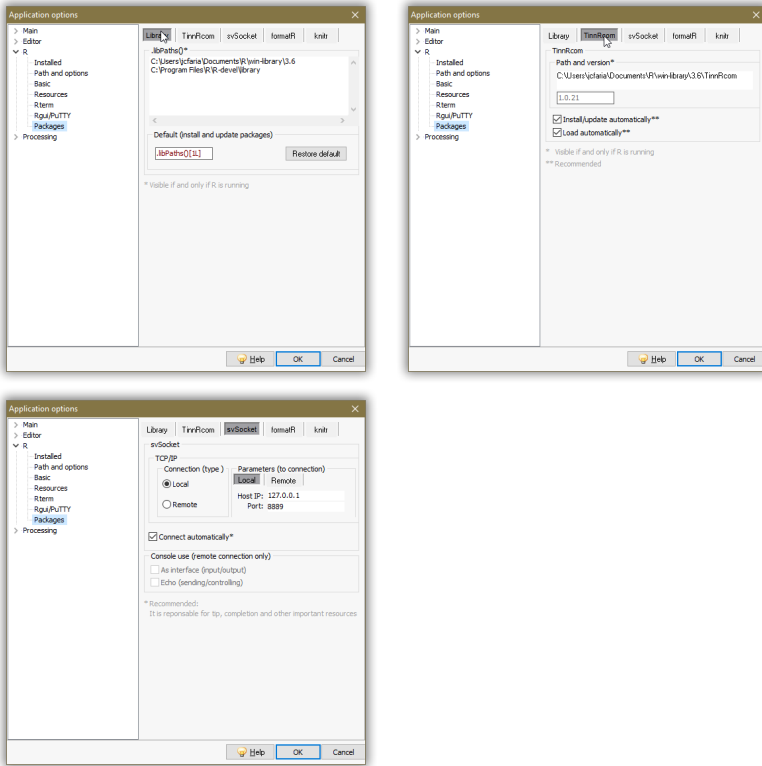 Application options
Main
Editor
R
Installed
Path and options
Basic
Resources
Rterm
Rgui/PuTTY
Packages
Processing
Library TinnRcom svSocket formatR knitr
.libPaths()*
C:\Users\jcfaria\Documents\R\win-library\3.6
C:\Program Files\R\R-devel\library
Default (install and update packages)
.libPaths()[1L] Restore default
* Visible if and only if R is running
Help OK Cancel
Application options
Main
Editor
R
Installed
Path and options
Basic
Resources
Rterm
Rgui/PuTTY
Packages
Processing
Library TinnRcom svSocket formatR knitr
TinnRcom
Path and version*
C:\Users\jcfaria\Documents\R\win-library\3.6\TinnRcom
1.0.21
Install/update automatically**
Load automatically**
* Visible if and only if R is running
** Recommended
Help OK Cancel
Application options
Main
Editor
R
Installed
Path and options
Basic
Resources
Rterm
Rgui/PuTTY
Packages
Processing
Library TinnRcom svSocket formatR knitr
svSocket
TCP/IP
Connection (type )
Local
Remote
Parameters (to connection)
Local Remote
Host IP: 127.0.0.1
Port: 8889
Connect automatically*
Console use (remote connection only)
As interface (input/output)
Echo (sending/controlling)
* Recommended:
It is reponsable for tip, completion and other important resources
Help OK Cancel